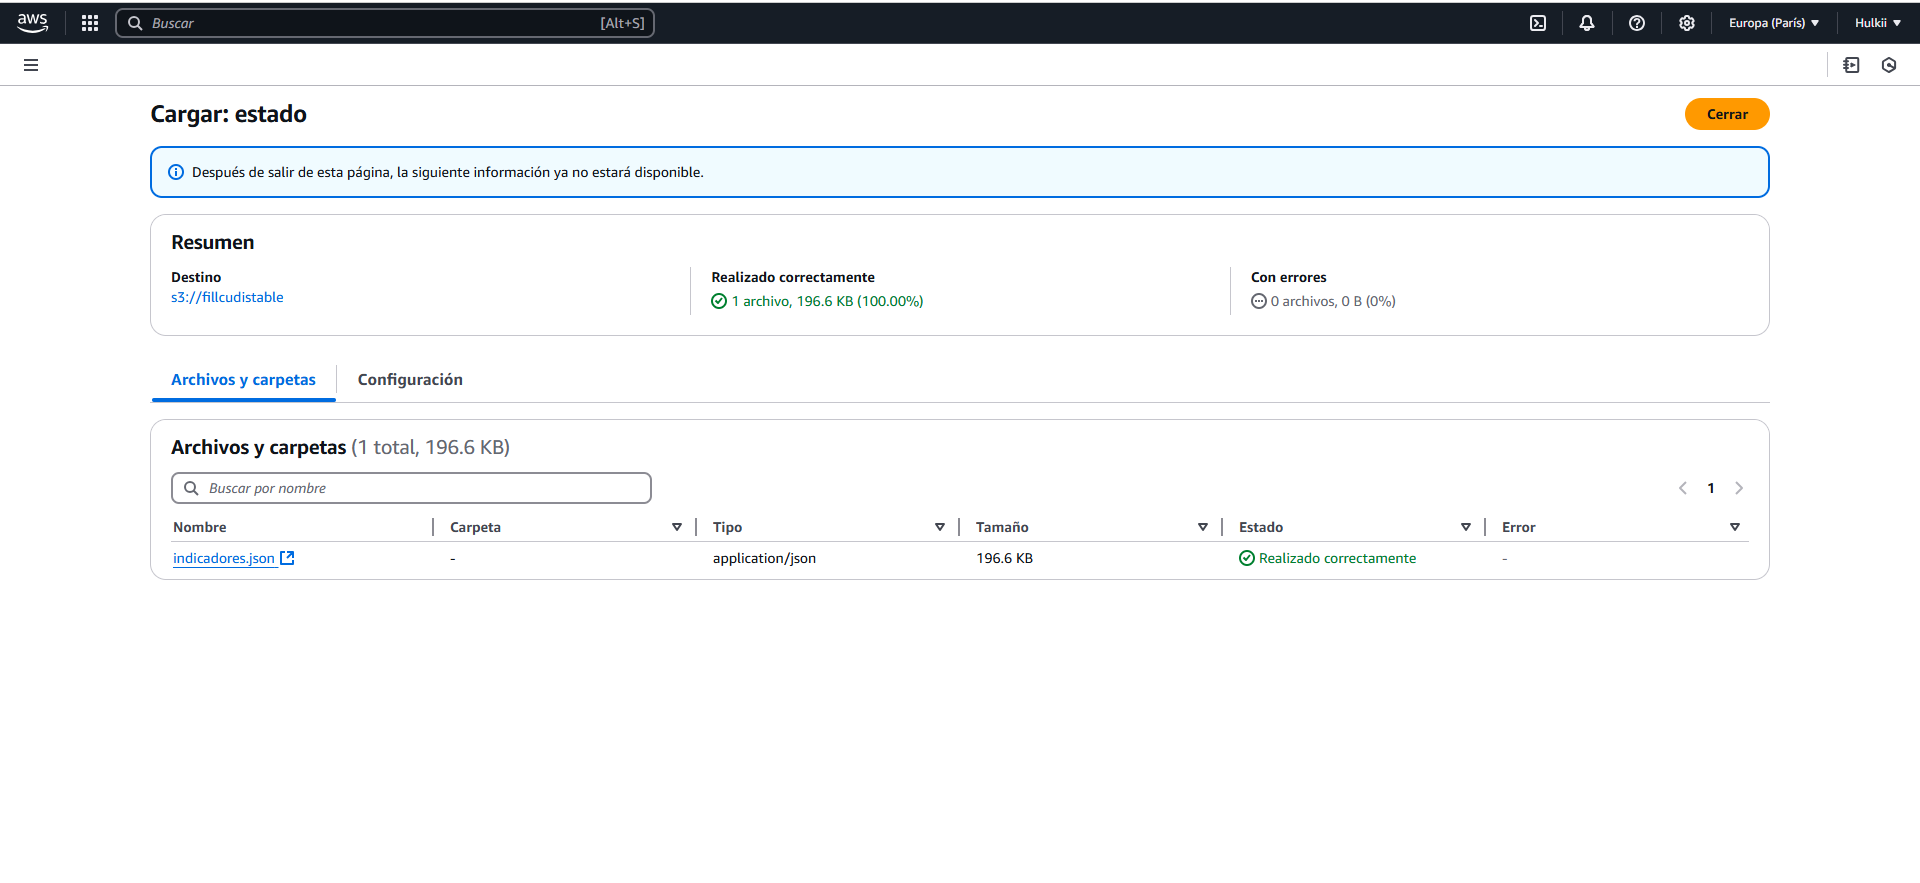 aws
Buscar [Alt+S] Europa (París) Hulkii
Cargar: estado
Cerrar
Después de salir de esta página, la siguiente información ya no estará disponible.
Resumen
Destino
s3://fillcudistable
Realizado correctamente
1 archivo, 196.6 KB (100.00%)
Con errores
0 archivos, 0 B (0%)
Archivos y carpetas Configuración
Archivos y carpetas (1 total, 196.6 KB)
Buscar por nombre 1
Nombre Carpeta Tipo Tamaño Estado Error
indicadores.json - application/json 196.6 KB Realizado correctamente -